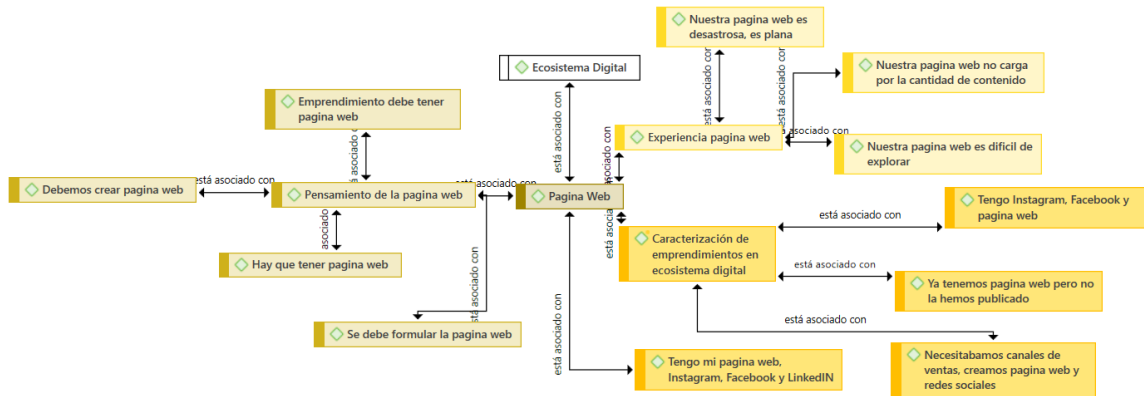 Nuestra pagina web es
desastrosa, es plana
Ecosistema Digital
Nuestra pagina web no carga
por la cantidad de contenido
Emprendimiento debe tener
pagina web
está asociado con
está asociado con
está asociado con
está asociado con
Experiencia pagina web
está asociado con
Nuestra pagina web es dificil de
explorar
está asociado con
está asociado con
Debemos crear pagina web
está asociado con
Pensamiento de la pagina web
está asociado con
Pagina Web
Tengo Instagram, Facebook y
pagina web
está asociado con
asociado
Hay que tener pagina web
está asociado con
está asociado con
Caracterización de
emprendimientos en
ecosistema digital
está asociado con
Ya tenemos pagina web pero no
la hemos publicado
Se debe formular la pagina web
está asociado con
está asociado con
Tengo mi pagina web,
Instagram, Facebook y LinkedIN
Necesitabamos canales de
ventas, creamos pagina web y
redes sociales